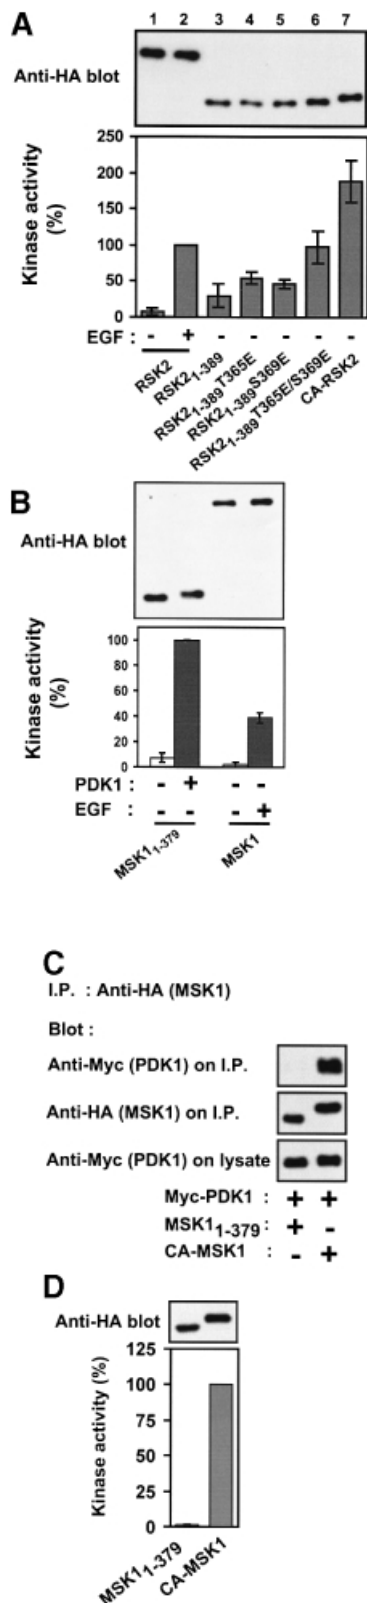 A
1 2 3 4 5 6 7
Anti-HA blot
250
200
150
100
50
0
Kinase activity
(%)
EGF : - + - - - - -
RSK2
RSK2₁₋₃₈₉
RSK2₁₋₃₈₉T365E
RSK2₁₋₃₈₉S369E
RSK2₁₋₃₈₉T365E/S369E
CA-RSK2
B
Anti-HA blot
100
80
60
40
20
0
Kinase activity
(%)
PDK1 : - + - -
EGF : - - - +
MSK1₁₋₃₇₉
MSK1
C
I.P. : Anti-HA (MSK1)
Blot :
Anti-Myc (PDK1) on I.P.
Anti-HA (MSK1) on I.P.
Anti-Myc (PDK1) on lysate
Myc-PDK1 : + +
MSK1₁₋₃₇₉ : + -
CA-MSK1 : - +
D
Anti-HA blot
125
100
75
50
25
0
Kinase activity (%)
MSK1₁₋₃₇₉
CA-MSK1